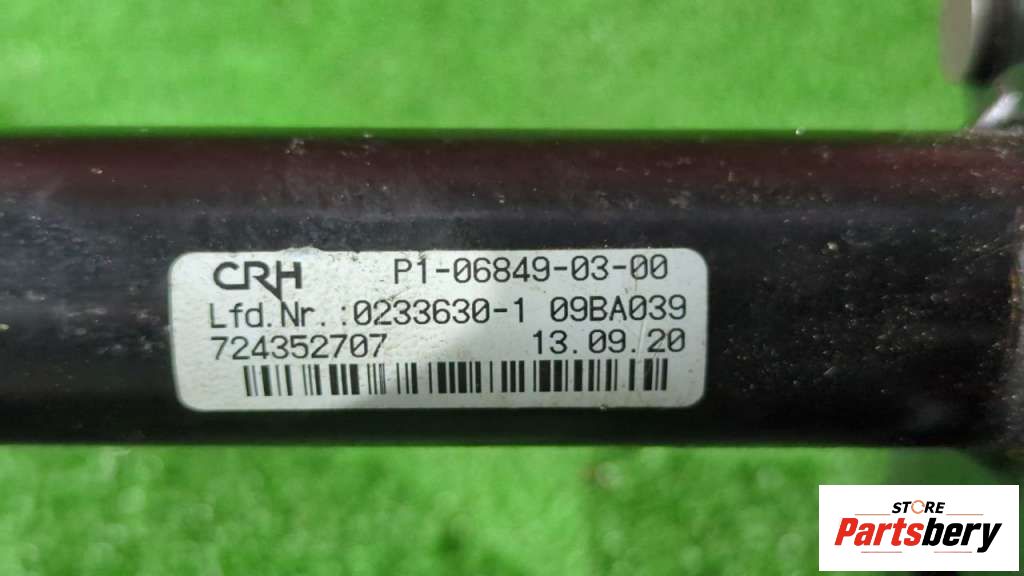 CRH P1-06849-03-00
Lfd.Nr.:0233630-1 09BA039
724352707 13.09.20
STORE
Partsbery